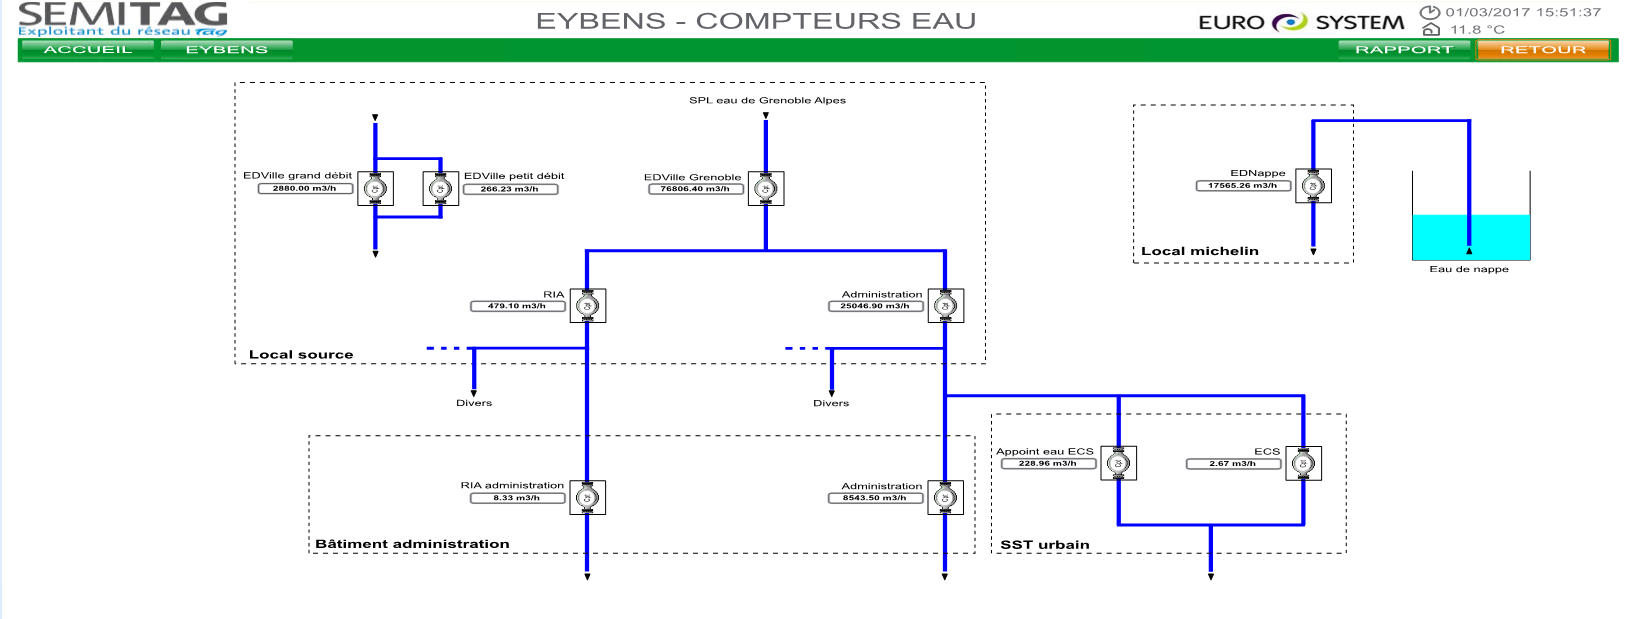 SEMITAG
Exploitant du réseau tag
EYBENS - COMPTEURS EAU
EURO SYSTEM
01/03/2017 15:51:37
11.8 °C
ACCUEIL
EYBENS
RAPPORT
RETOUR
SPL eau de Grenoble Alpes
EDVille grand débit
2880.00 m3/h
EDVille petit débit
266.23 m3/h
EDVille Grenoble
76806.40 m3/h
EDNappe
17565.26 m3/h
Local michelin
Eau de nappe
RIA
479.10 m3/h
Administration
25046.90 m3/h
Local source
Divers
Divers
Appoint eau ECS
228.96 m3/h
ECS
2.67 m3/h
RIA administration
8.33 m3/h
Administration
8543.50 m3/h
Bâtiment administration
SST urbain